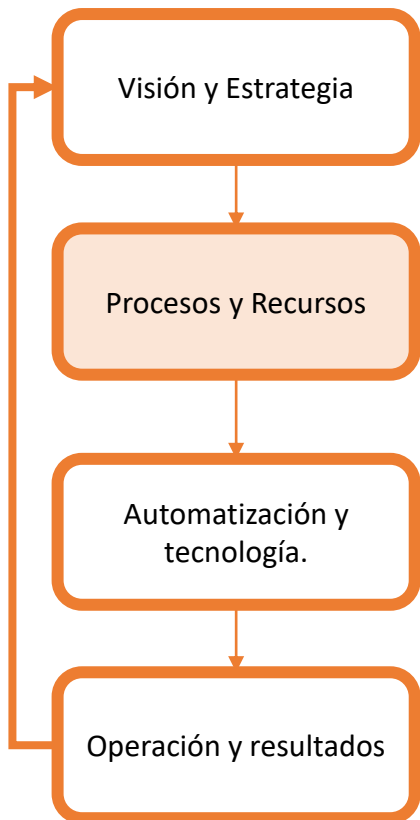 Visión y Estrategia
Procesos y Recursos
Automatización y
tecnología.
Operación y resultados